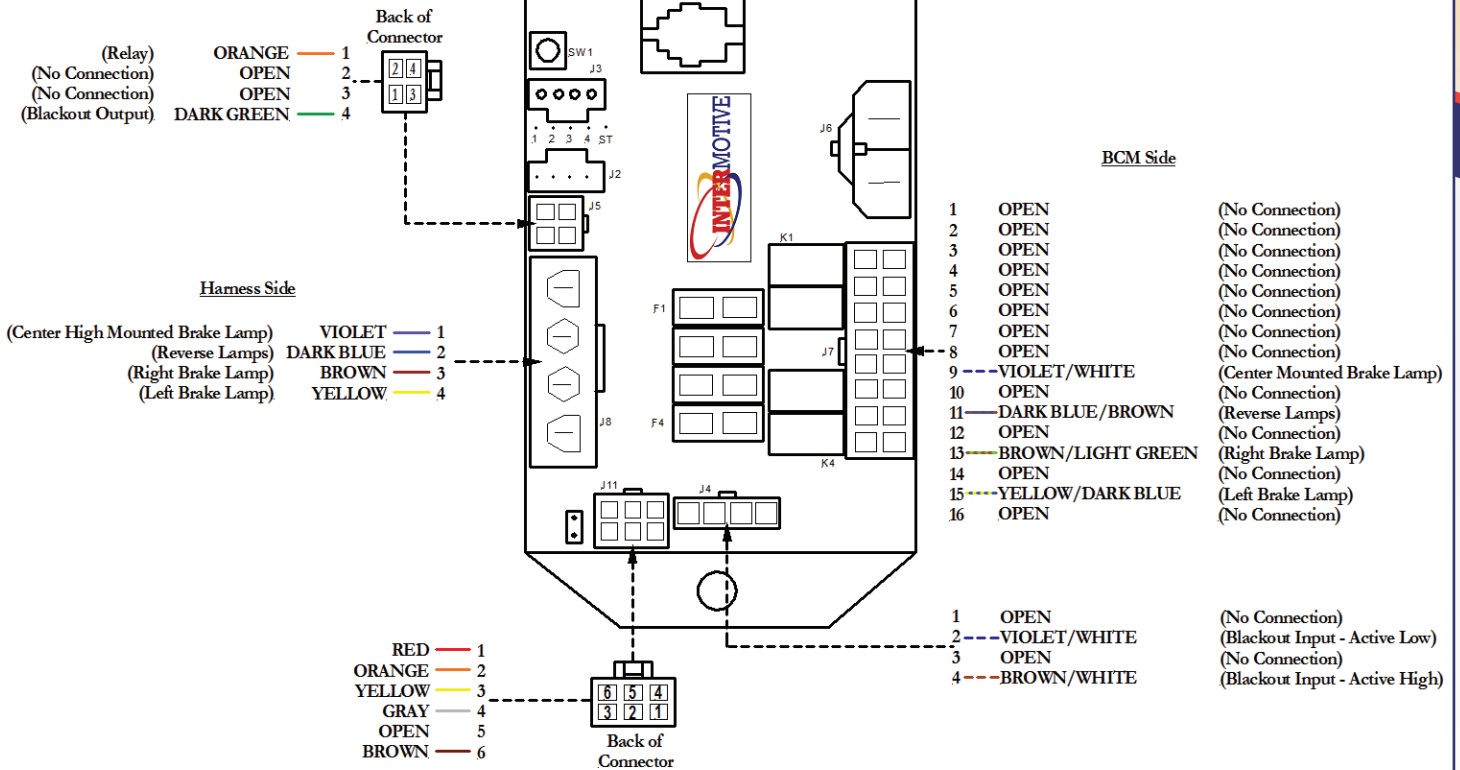 Back of
Connector
(Relay) ORANGE 1
(No Connection) OPEN 2
(No Connection) OPEN 3
(Blackout Output) DARK GREEN 4
2 4
1 3
SW1
J3
1 2 3 4 ST
J2
J5
INTERMOTIVE
J6
Harness Side
(Center High Mounted Brake Lamp) VIOLET 1
(Reverse Lamps) DARK BLUE 2
(Right Brake Lamp) BROWN 3
(Left Brake Lamp) YELLOW 4
J8
F1
F4
K1
J7
K4
BCM Side
1 OPEN (No Connection)
2 OPEN (No Connection)
3 OPEN (No Connection)
4 OPEN (No Connection)
5 OPEN (No Connection)
6 OPEN (No Connection)
7 OPEN (No Connection)
8 OPEN (No Connection)
9 VIOLET/WHITE (Center Mounted Brake Lamp)
10 OPEN (No Connection)
11 DARK BLUE/BROWN (Reverse Lamps)
12 OPEN (No Connection)
13 BROWN/LIGHT GREEN (Right Brake Lamp)
14 OPEN (No Connection)
15 YELLOW/DARK BLUE (Left Brake Lamp)
16 OPEN (No Connection)
J11
J4
1 OPEN (No Connection)
2 VIOLET/WHITE (Blackout Input - Active Low)
3 OPEN (No Connection)
4 BROWN/WHITE (Blackout Input - Active High)
RED 1
ORANGE 2
YELLOW 3
GRAY 4
OPEN 5
BROWN 6
6 5 4
3 2 1
Back of
Connector